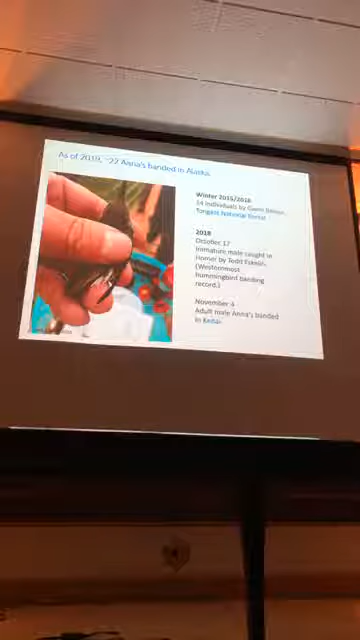 As of 2019, ~22 Anna's banded in Alaska
Winter 2015/2016
14 individuals by Gwen
Tongass National Forest
2018
October 17
Immature male caught in
Homer by Todd
(Westernmost
hummingbird banding
record.)
November 4
Adult male Anna's banded
in Kenai